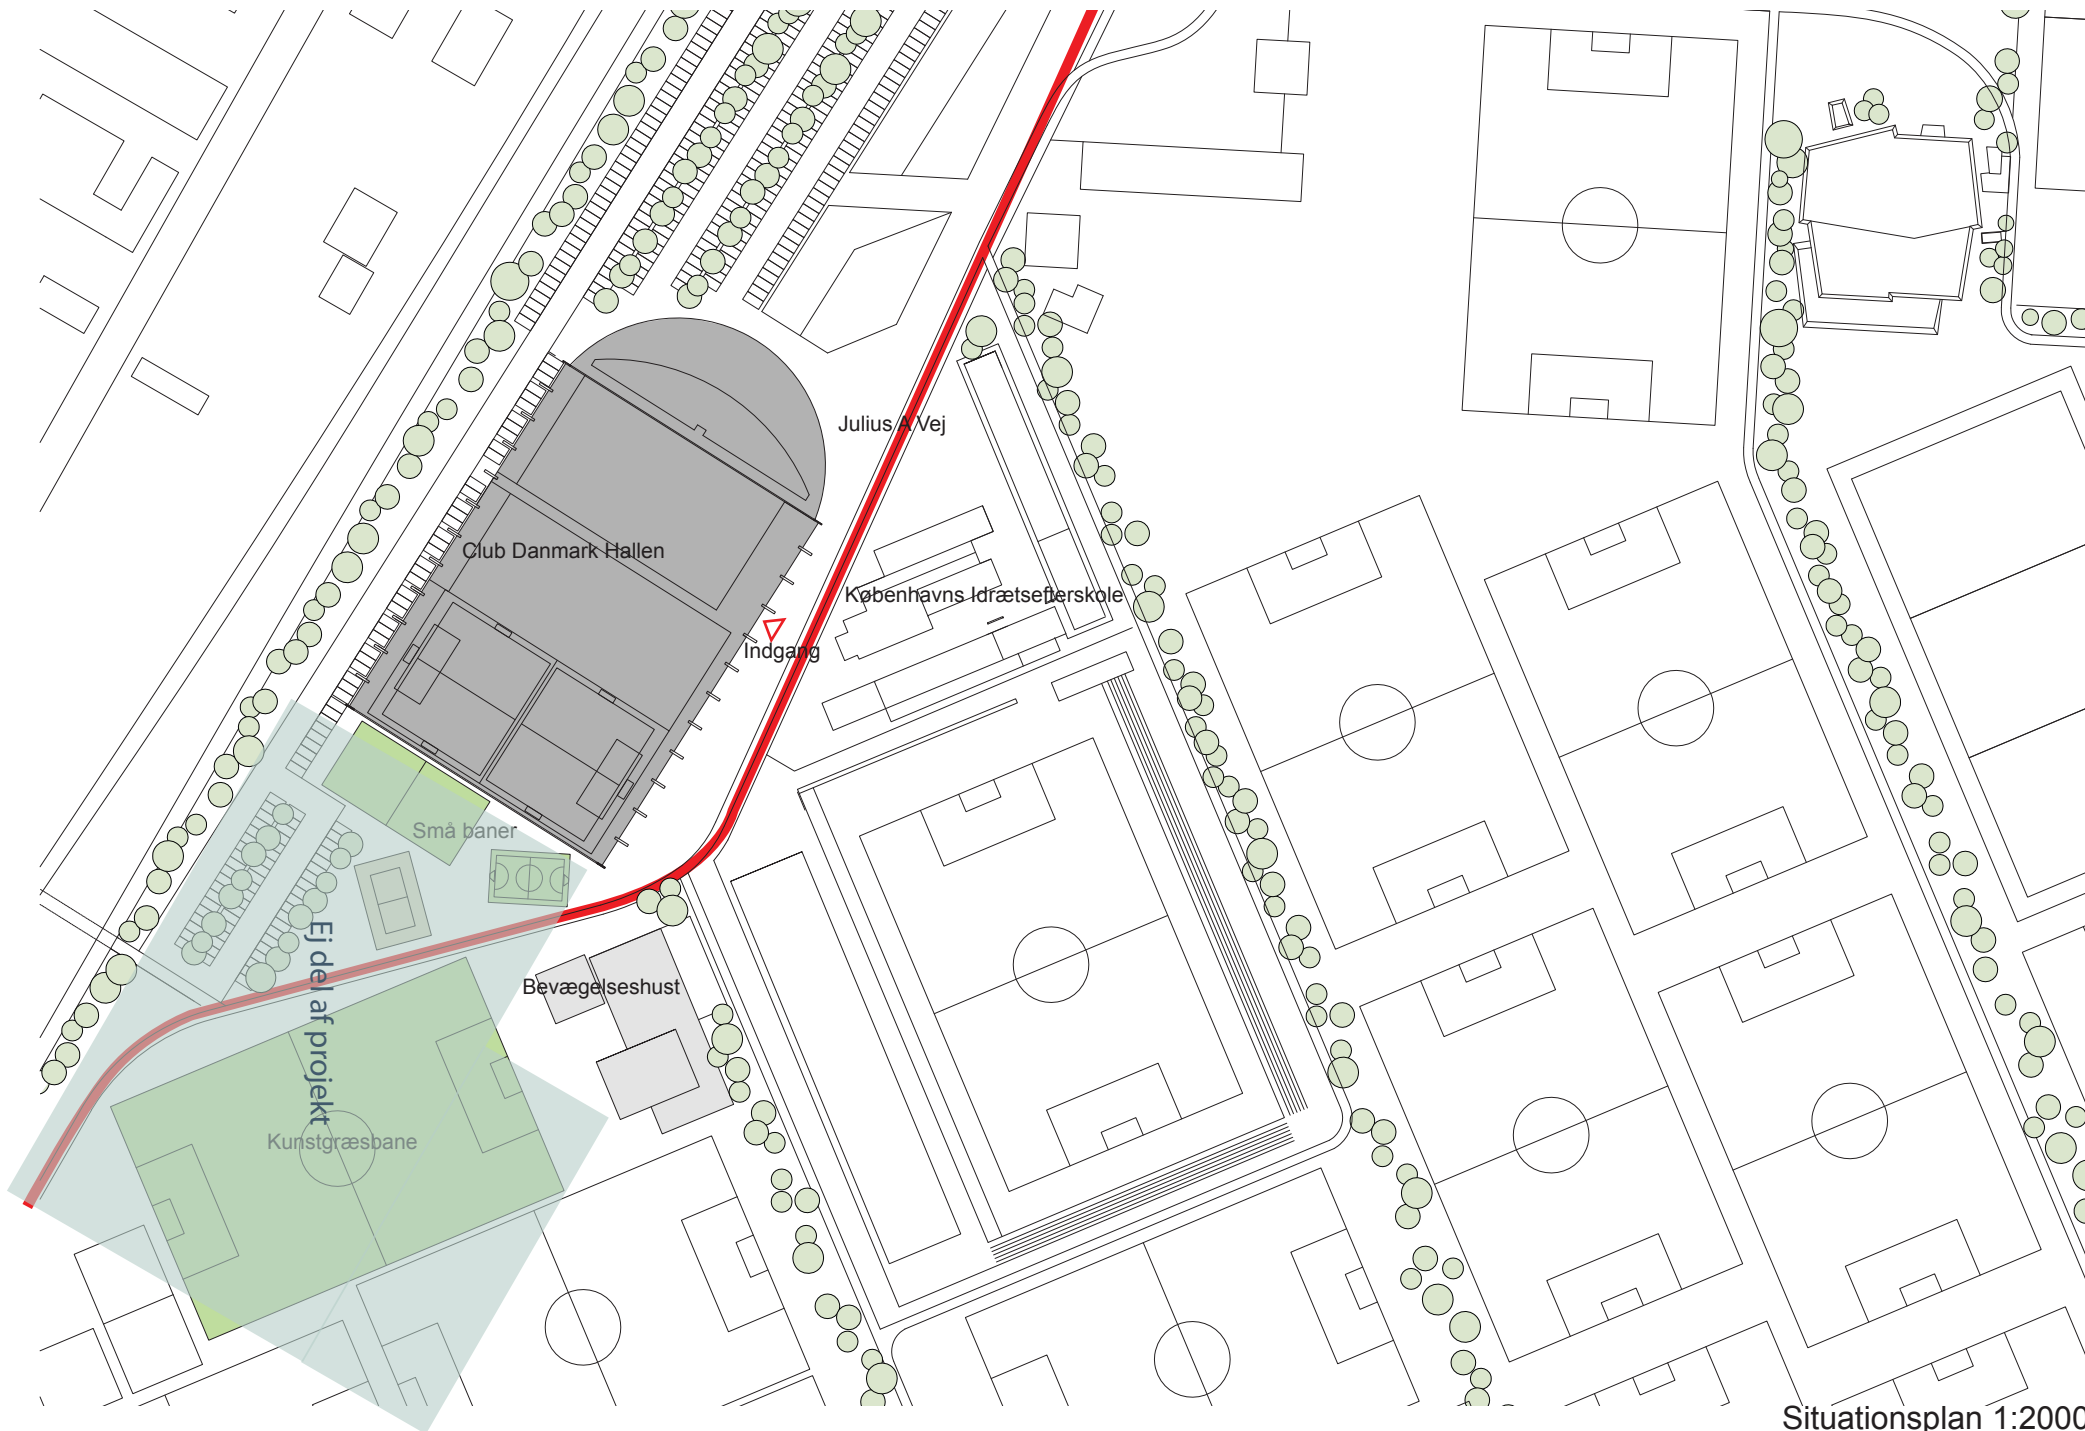 Julius A Vej
Club Danmark Hallen
Københavns Idrætsefterskole
Indgang
Små baner
Ej del af projekt
Bevægelseshust
Kunstgræsbane
Situationsplan 1:2000